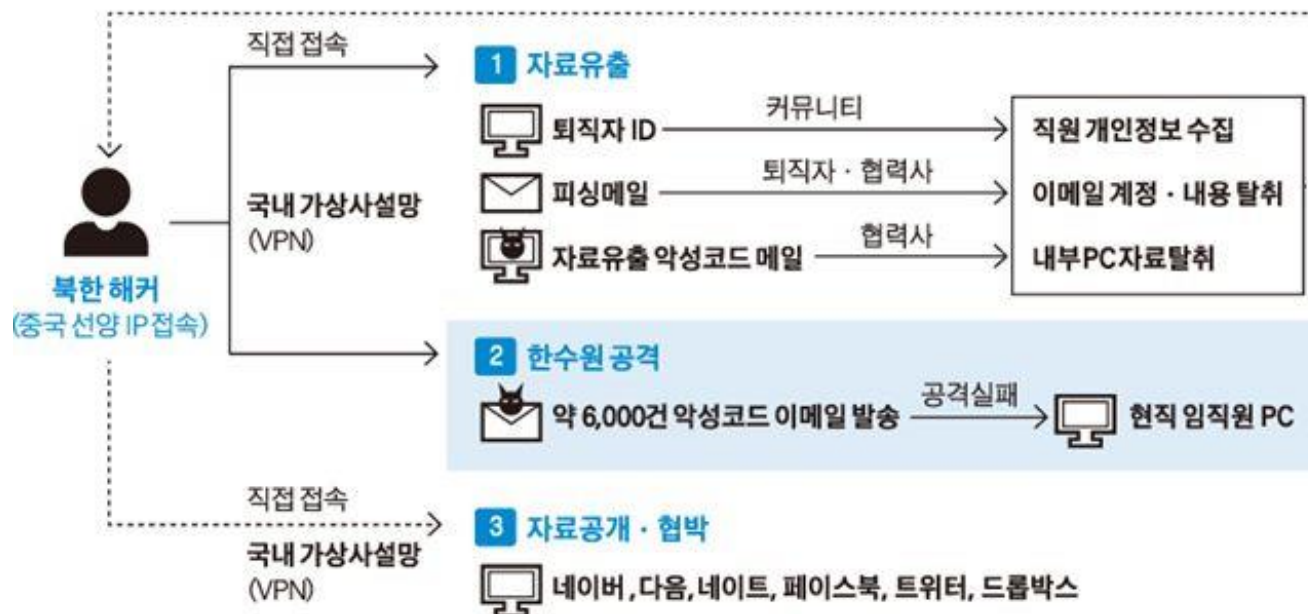 직접 접속
1 자료유출
퇴직자 ID 커뮤니티 직원 개인정보 수집
피싱메일 퇴직자 · 협력사 이메일 계정 · 내용 탈취
자료유출 악성코드 메일 협력사 내부PC자료탈취
국내 가상사설망
(VPN)
북한 해커
(중국 선양 IP 접속)
2 한수원 공격
약 6,000건 악성코드 이메일 발송 공격실패 현직 임직원 PC
직접 접속
국내 가상사설망
(VPN)
3 자료공개 · 협박
네이버, 다음, 네이트, 페이스북, 트위터, 드롭박스